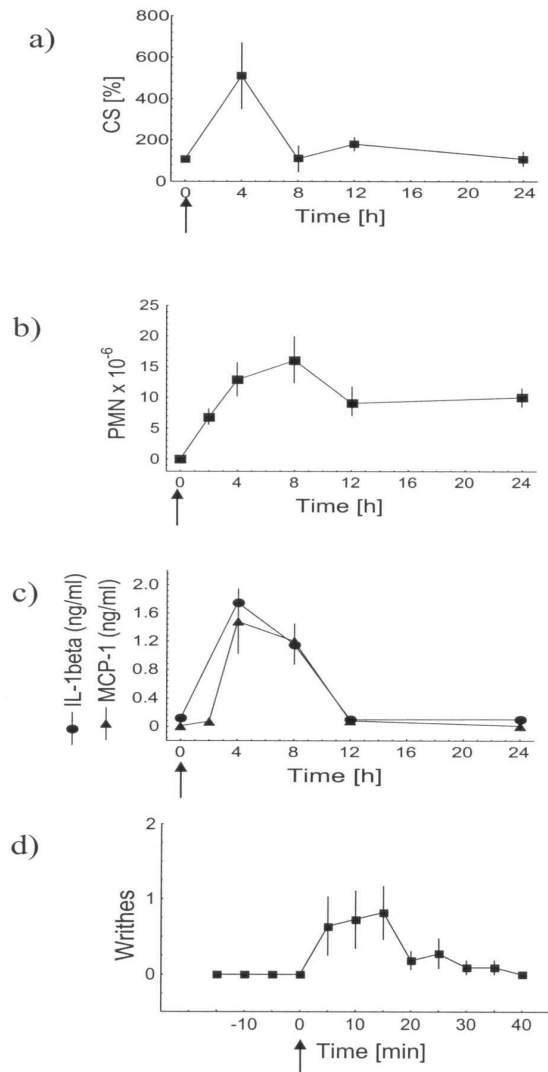 a)
800
600
400
200
0
CS [%]
0 4 8 12 16 20 24
Time [h]
b)
25
20
15
10
5
0
PMN x 10-6
0 4 8 12 16 20 24
Time [h]
c)
IL-1beta (ng/ml)
MCP-1 (ng/ml)
2.0
1.6
1.2
0.8
0.4
0
0 4 8 12 16 20 24
Time [h]
d)
2
1
0
Writhes
-10 0 10 20 30 40
Time [min]